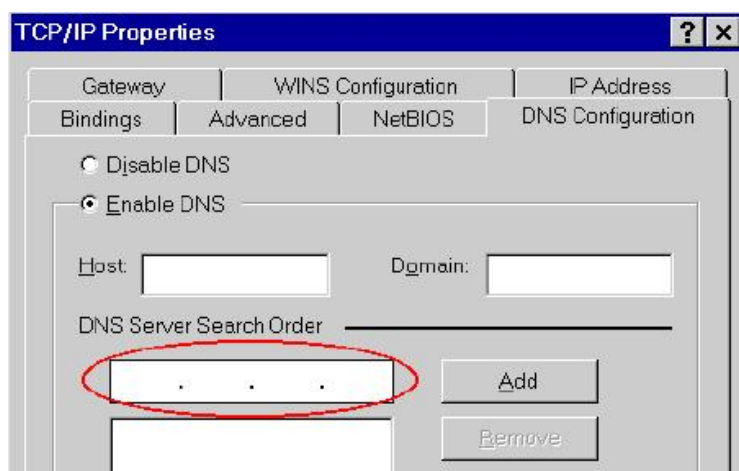 TCP/IP Properties ? ×
Gateway WINS Configuration IP Address
Bindings Advanced NetBIOS DNS Configuration
Disable DNS
Enable DNS
Host: Domain:
DNS Server Search Order
. . . Add
Remove